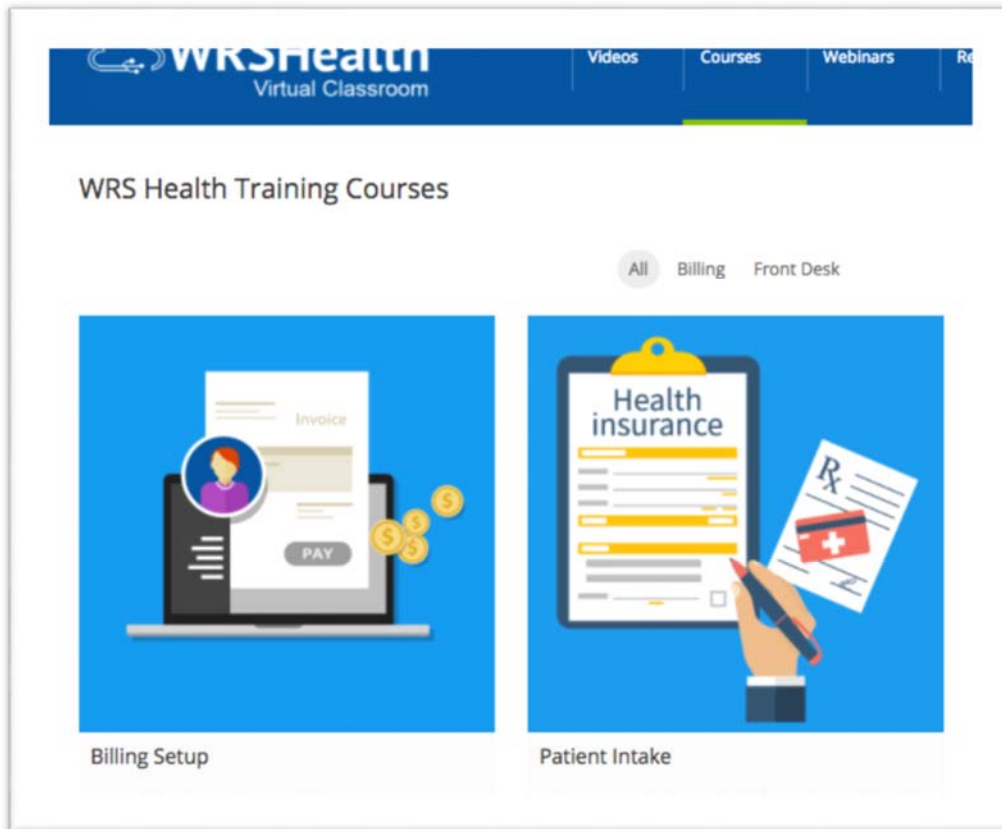 WRSHealth
Virtual Classroom
Videos Courses Webinars
WRS Health Training Courses
All Billing Front Desk
Invoice
PAY
$
$
$
$
Health
insurance
Rx
Billing Setup
Patient Intake